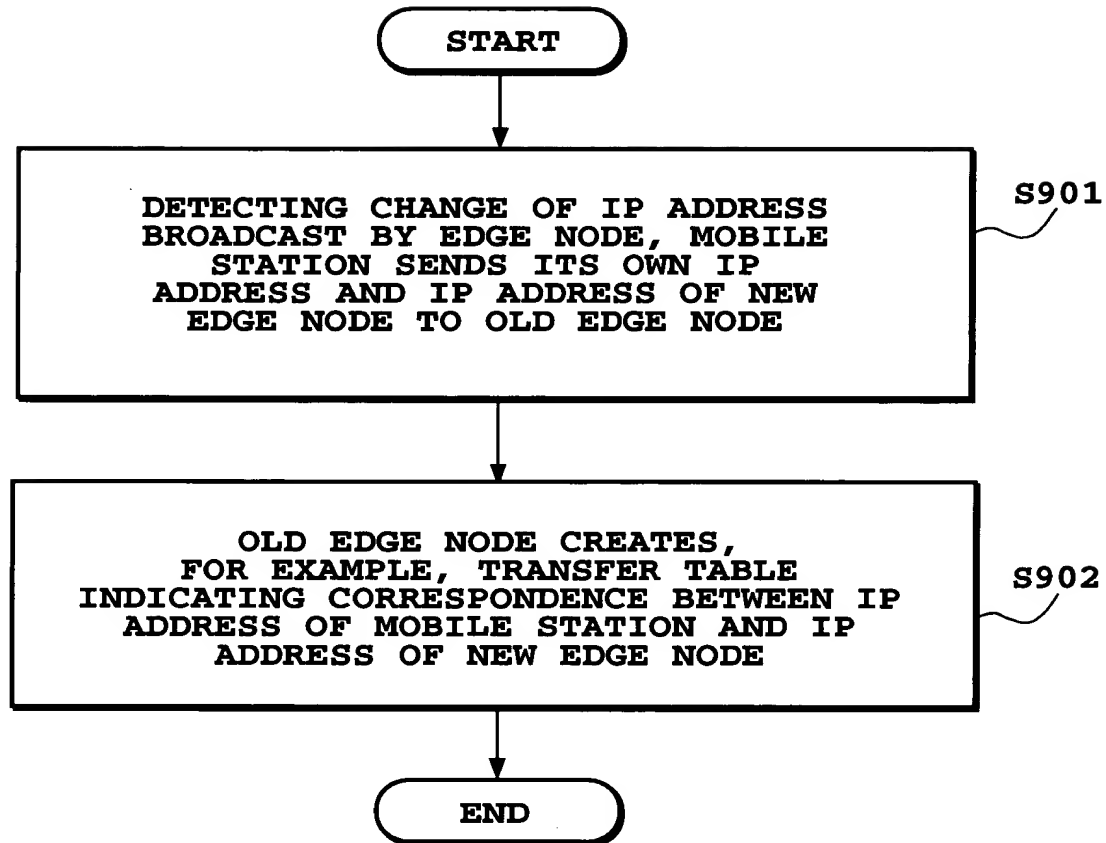 START
DETECTING CHANGE OF IP ADDRESS
BROADCAST BY EDGE NODE, MOBILE
STATION SENDS ITS OWN IP
ADDRESS AND IP ADDRESS OF NEW
EDGE NODE TO OLD EDGE NODE
S901
OLD EDGE NODE CREATES,
FOR EXAMPLE, TRANSFER TABLE
INDICATING CORRESPONDENCE BETWEEN IP
ADDRESS OF MOBILE STATION AND IP
ADDRESS OF NEW EDGE NODE
S902
END